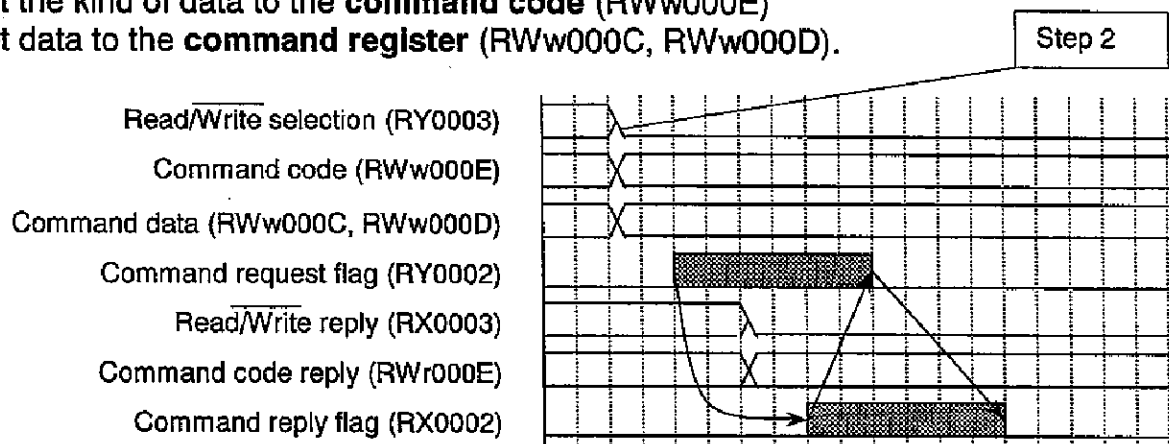 t the kind of data to the command code (RWw000E)
t data to the command register (RWw000C, RWw000D).
Step 2
Read/Write selection (RY0003)
Command code (RWw000E)
Command data (RWw000C, RWw000D)
Command request flag (RY0002)
Read/Write reply (RX0003)
Command code reply (RWr000E)
Command reply flag (RX0002)